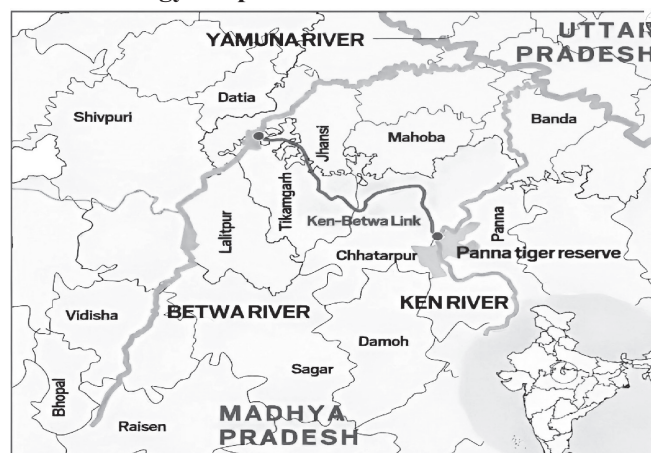 YAMUNA RIVER
UTTAR
PRADESH
Datia
Shivpuri
Jhansi
Mahoba
Banda
Tikamgarh
Lalitpur
Ken-Betwa Link
Panna
Chhatarpur
Panna tiger reserve
Vidisha
BETWA RIVER
KEN RIVER
Damoh
Sagar
Bhopal
Raisen
MADHYA
PRADESH